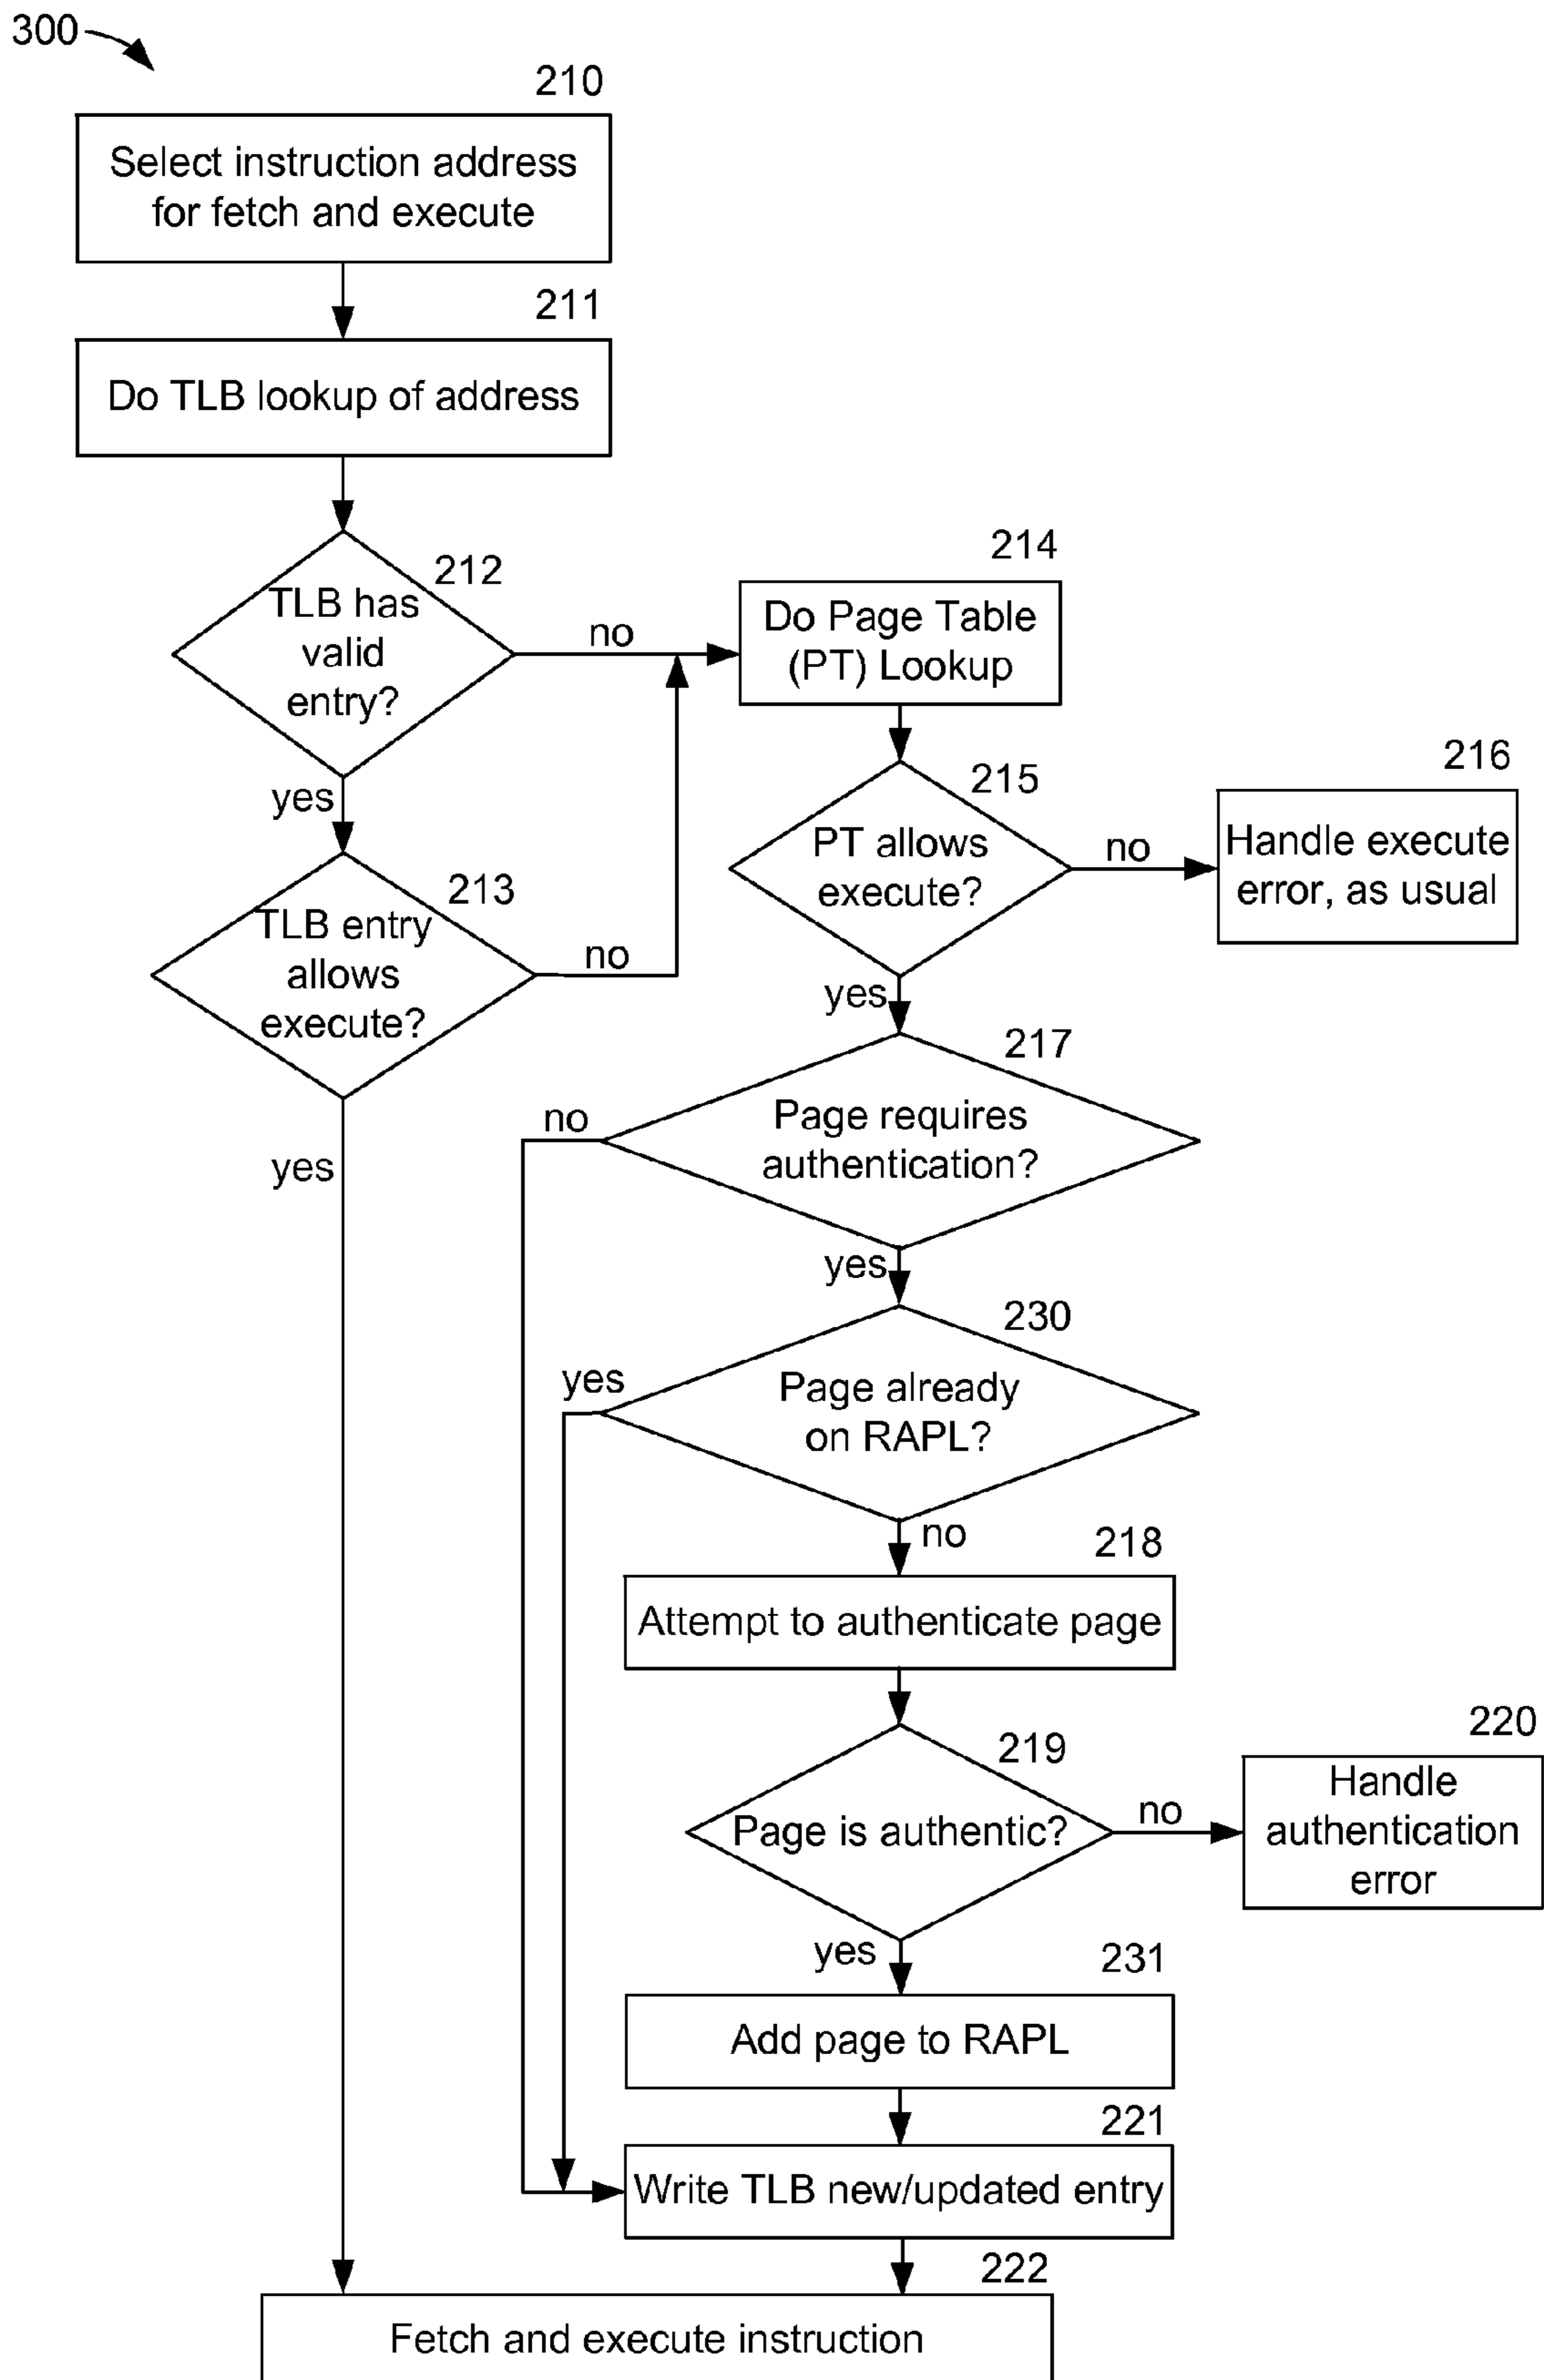 300
210
Select instruction address
for fetch and execute
211
Do TLB lookup of address
212
TLB has
valid
entry?
no
yes
213
TLB entry
allows
execute?
no
yes
214
Do Page Table
(PT) Lookup
215
PT allows
execute?
no
216
Handle execute
error, as usual
yes
217
Page requires
authentication?
no
yes
230
Page already
on RAPL?
yes
no
218
Attempt to authenticate page
219
Page is authentic?
no
220
Handle
authentication
error
yes
231
Add page to RAPL
221
Write TLB new/updated entry
222
Fetch and execute instruction